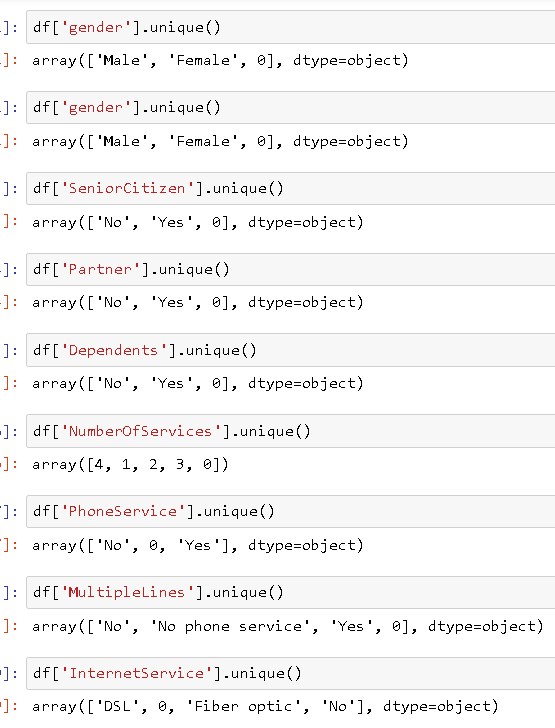 ]: df['gender'].unique()
]: array(['Male', 'Female', 0], dtype=object)
]: df['gender'].unique()
]: array(['Male', 'Female', 0], dtype=object)
]: df['SeniorCitizen'].unique()
]: array(['No', 'Yes', 0], dtype=object)
]: df['Partner'].unique()
]: array(['No', 'Yes', 0], dtype=object)
]: df['Dependents'].unique()
]: array(['No', 'Yes', 0], dtype=object)
]: df['NumberOfServices'].unique()
]: array([4, 1, 2, 3, 0])
]: df['PhoneService'].unique()
]: array(['No', 0, 'Yes'], dtype=object)
]: df['MultipleLines'].unique()
]: array(['No', 'No phone service', 'Yes', 0], dtype=object)
]: df['InternetService'].unique()
]: array(['DSL', 0, 'Fiber optic', 'No'], dtype=object)